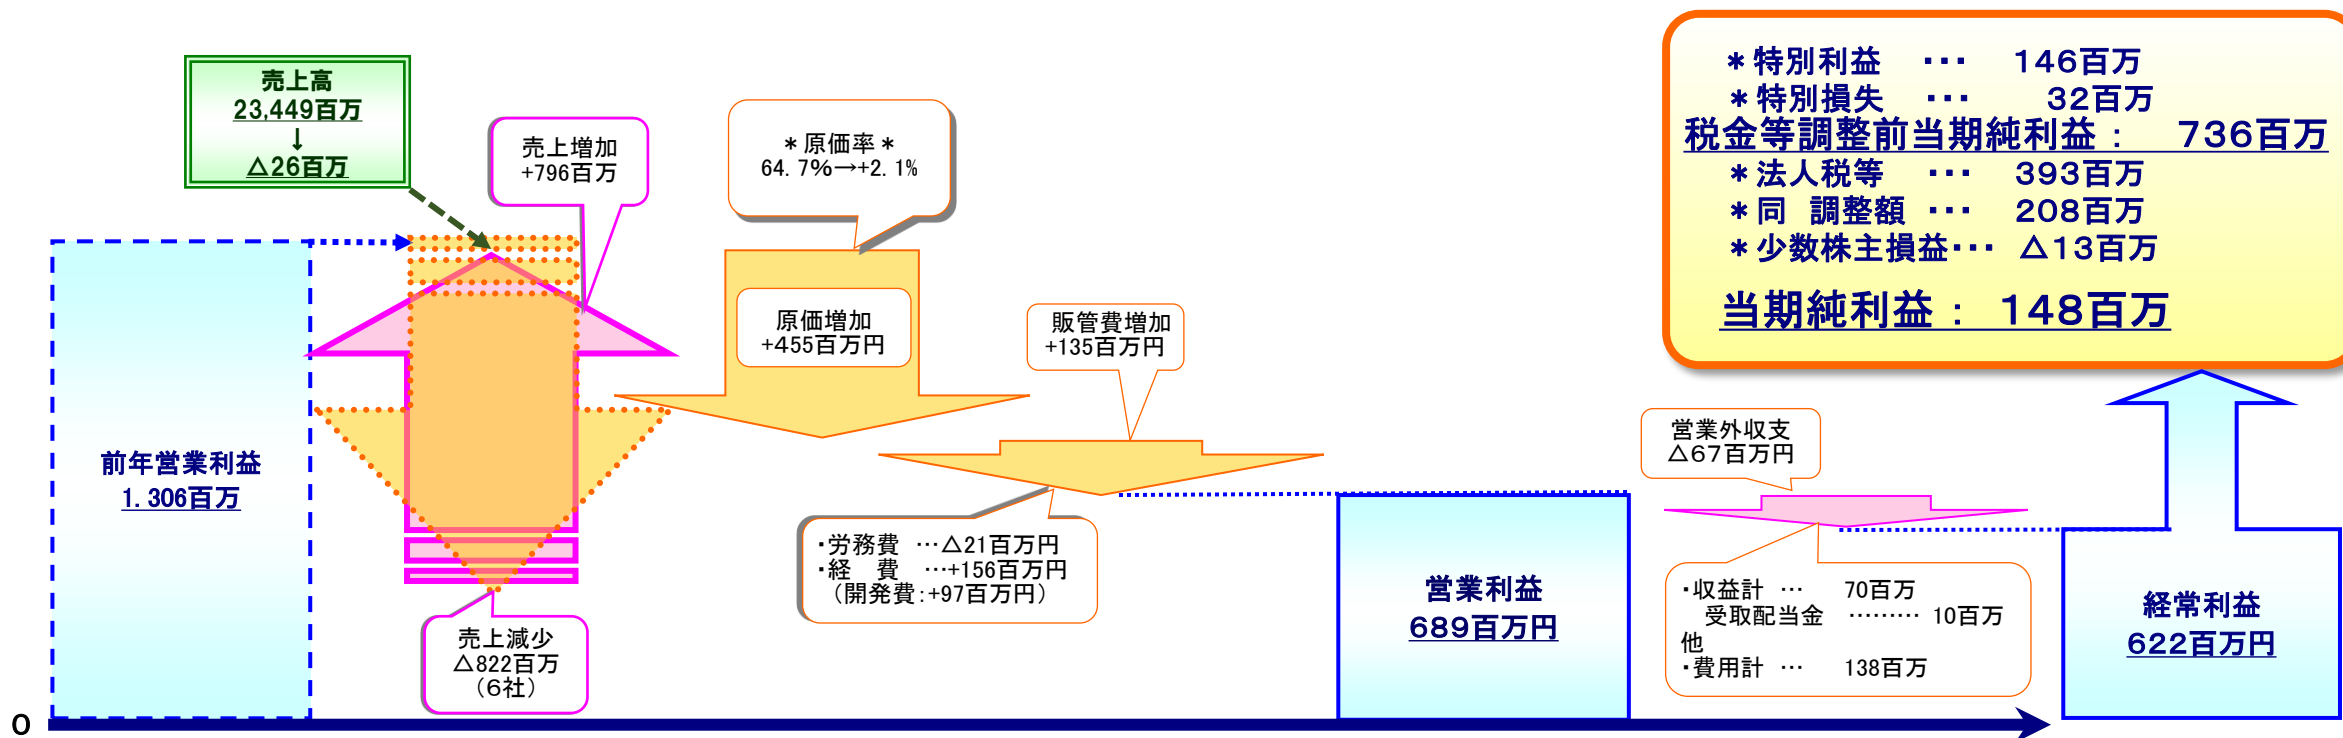 売上高
23,449百万
↓
△26百万
売上増加
+796百万
＊原価率＊
64.7%→+2.1%
＊特別利益 ･･･ 146百万
＊特別損失 ･･･ 32百万
税金等調整前当期純利益： 736百万
＊法人税等 ･･･ 393百万
＊同 調整額 ･･･ 208百万
＊少数株主損益･･･ △13百万
当期純利益： 148百万
前年営業利益
1.306百万
売上減少
△822百万
（6社）
原価増加
+455百万円
販管費増加
+135百万円
・労務費 …△21百万円
・経 費 …+156百万円
（開発費：+97百万円）
営業利益
689百万円
営業外収支
△67百万円
・収益計 … 70百万
受取配当金 ……… 10百万
他
・費用計 … 138百万
経常利益
622百万円
0